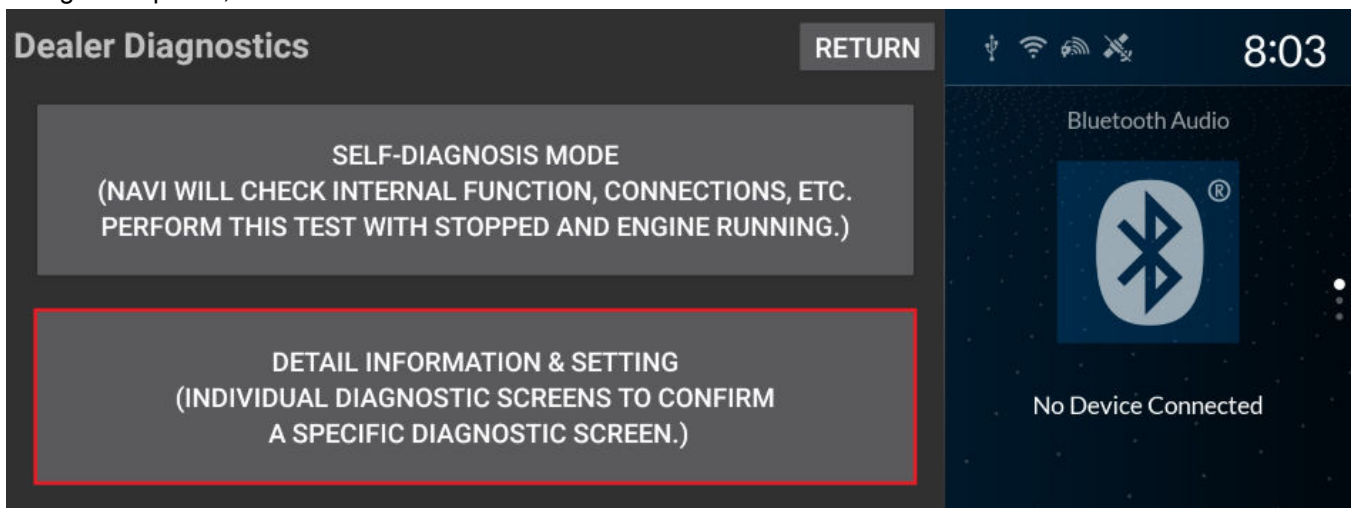 Dealer Diagnostics
RETURN
8:03
SELF-DIAGNOSIS MODE
(NAVI WILL CHECK INTERNAL FUNCTION, CONNECTIONS, ETC.
PERFORM THIS TEST WITH STOPPED AND ENGINE RUNNING.)
DETAIL INFORMATION & SETTING
(INDIVIDUAL DIAGNOSTIC SCREENS TO CONFIRM
A SPECIFIC DIAGNOSTIC SCREEN.)
Bluetooth Audio
®
No Device Connected